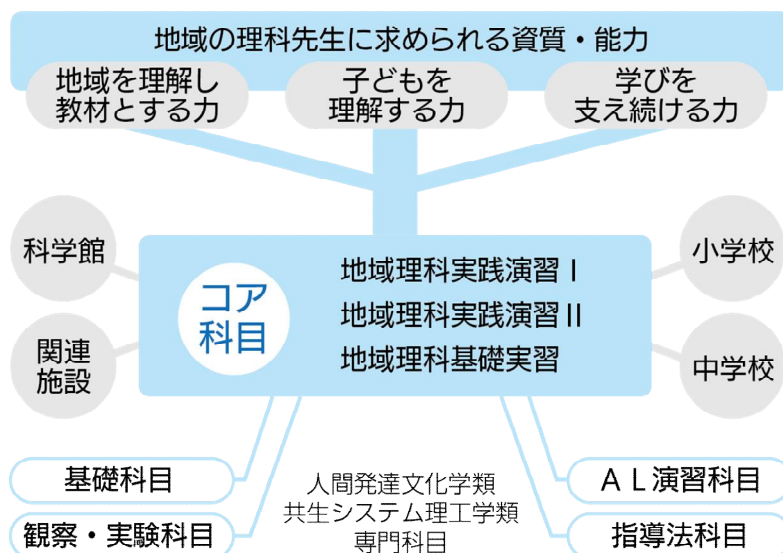 地域の理科先生に求められる資質・能力
地域を理解し
教材とする力
子どもを
理解する力
学びを
支え続ける力
科学館
関連
施設
コア
科目
地域理科実践演習Ⅰ
地域理科実践演習Ⅱ
地域理科基礎実習
小学校
中学校
基礎科目
観察・実験科目
人間発達文化学類
共生システム理工学類
専門科目
ＡＬ演習科目
指導法科目